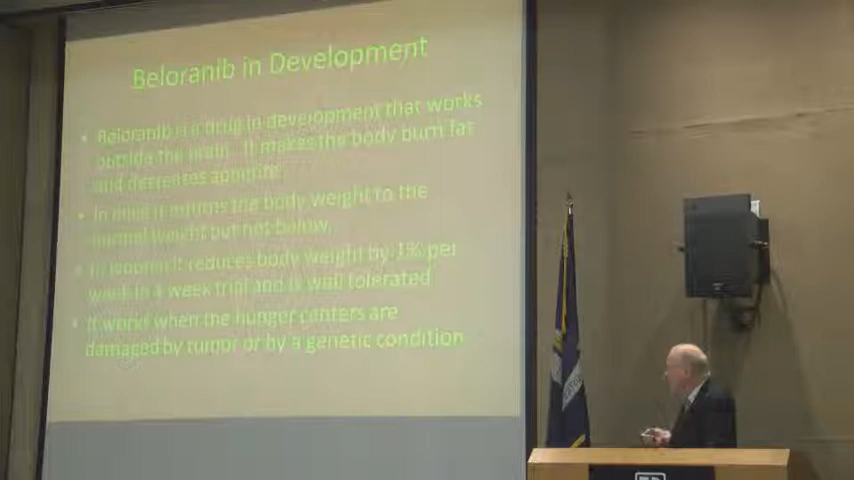 Beloranib in Development
• Beloranib is a drug in development that works
outside the brain. It makes the body burn fat
and decreases appetite.
• In it returns the body weight to the
normal weight but not below.
• In it reduces body weight by 1% per
week in 4 week trial and is well tolerated
• It works when the hunger centers are
damaged by tumor or by a genetic condition